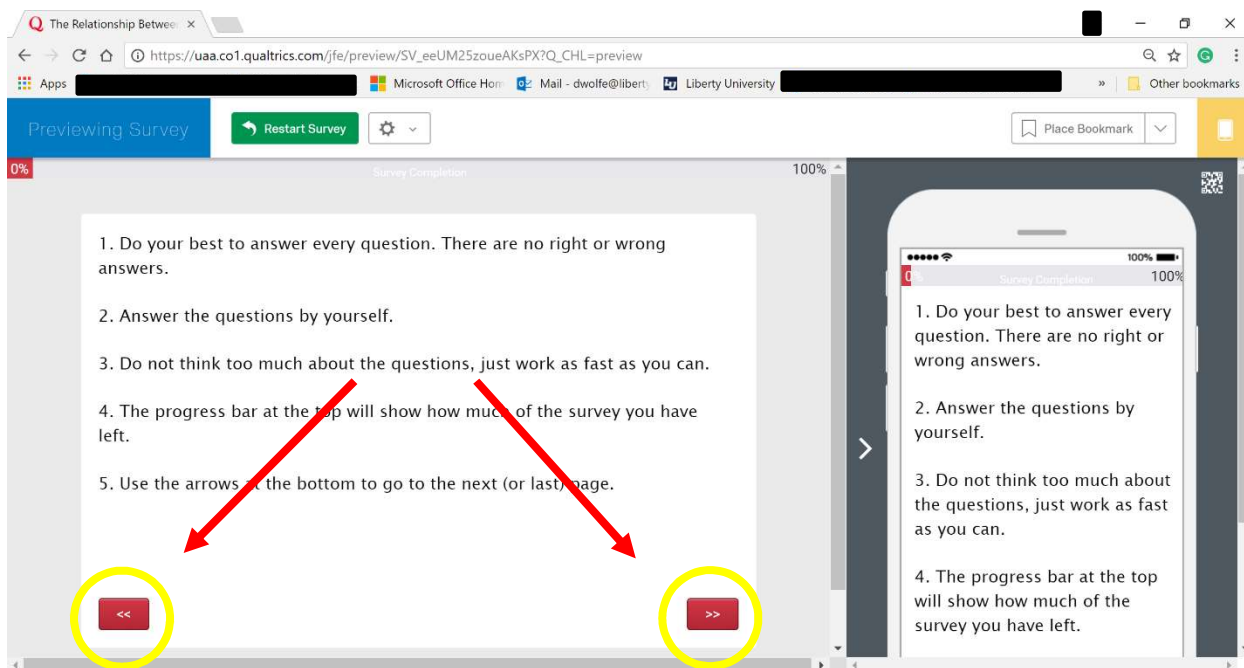 Q The Relationship Betwee
https://uaa.co1.qualtrics.com/jfe/preview/SV_eeUM25zoueAKsPX?Q_CHL=preview
G
Apps Microsoft Office Hom Mail - dwolfe@libert LU Liberty University » Other bookmarks
Previewing Survey Restart Survey Place Bookmark
0% Survey Completion 100%
1. Do your best to answer every question. There are no right or wrong
answers.
2. Answer the questions by yourself.
3. Do not think too much about the questions, just work as fast as you can.
4. The progress bar at the top will show how much of the survey you have
left.
5. Use the arrows at the bottom to go to the next (or last) page.
<< >>
100%
0% Survey Completion 100%
1. Do your best to answer every
question. There are no right or
wrong answers.
2. Answer the questions by
yourself.
3. Do not think too much about
the questions, just work as fast
as you can.
4. The progress bar at the top
will show how much of the
survey you have left.